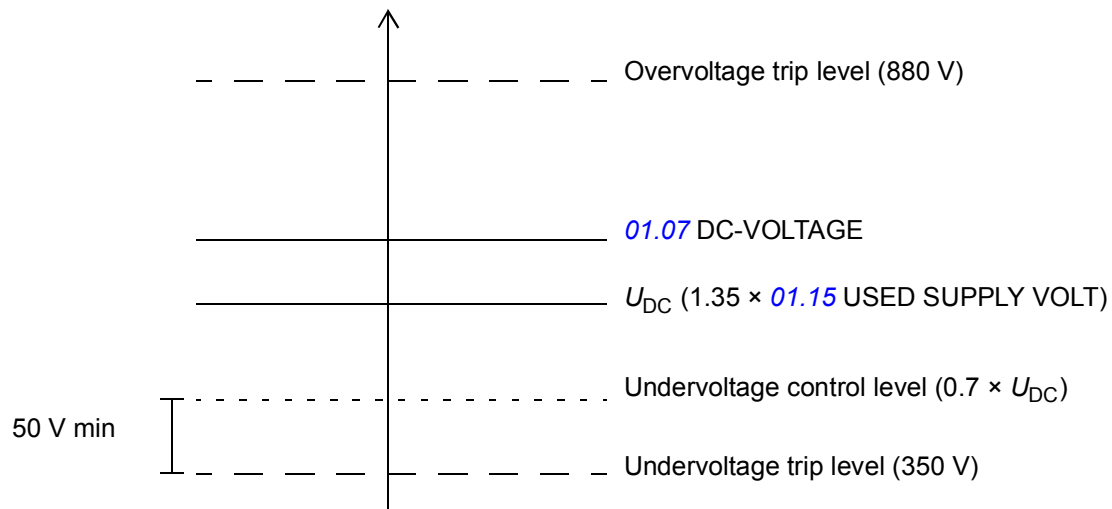 Overvoltage trip level (880 V)
01.07 DC-VOLTAGE
UDC (1.35 × 01.15 USED SUPPLY VOLT)
Undervoltage control level (0.7 × UDC)
50 V min
Undervoltage trip level (350 V)